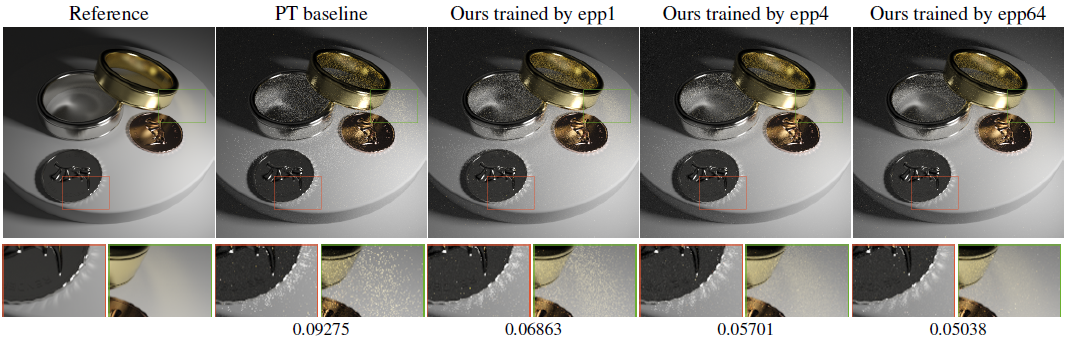 Reference PT baseline Ours trained by epp1 Ours trained by epp4 Ours trained by epp64
0.09275 0.06863 0.05701 0.05038